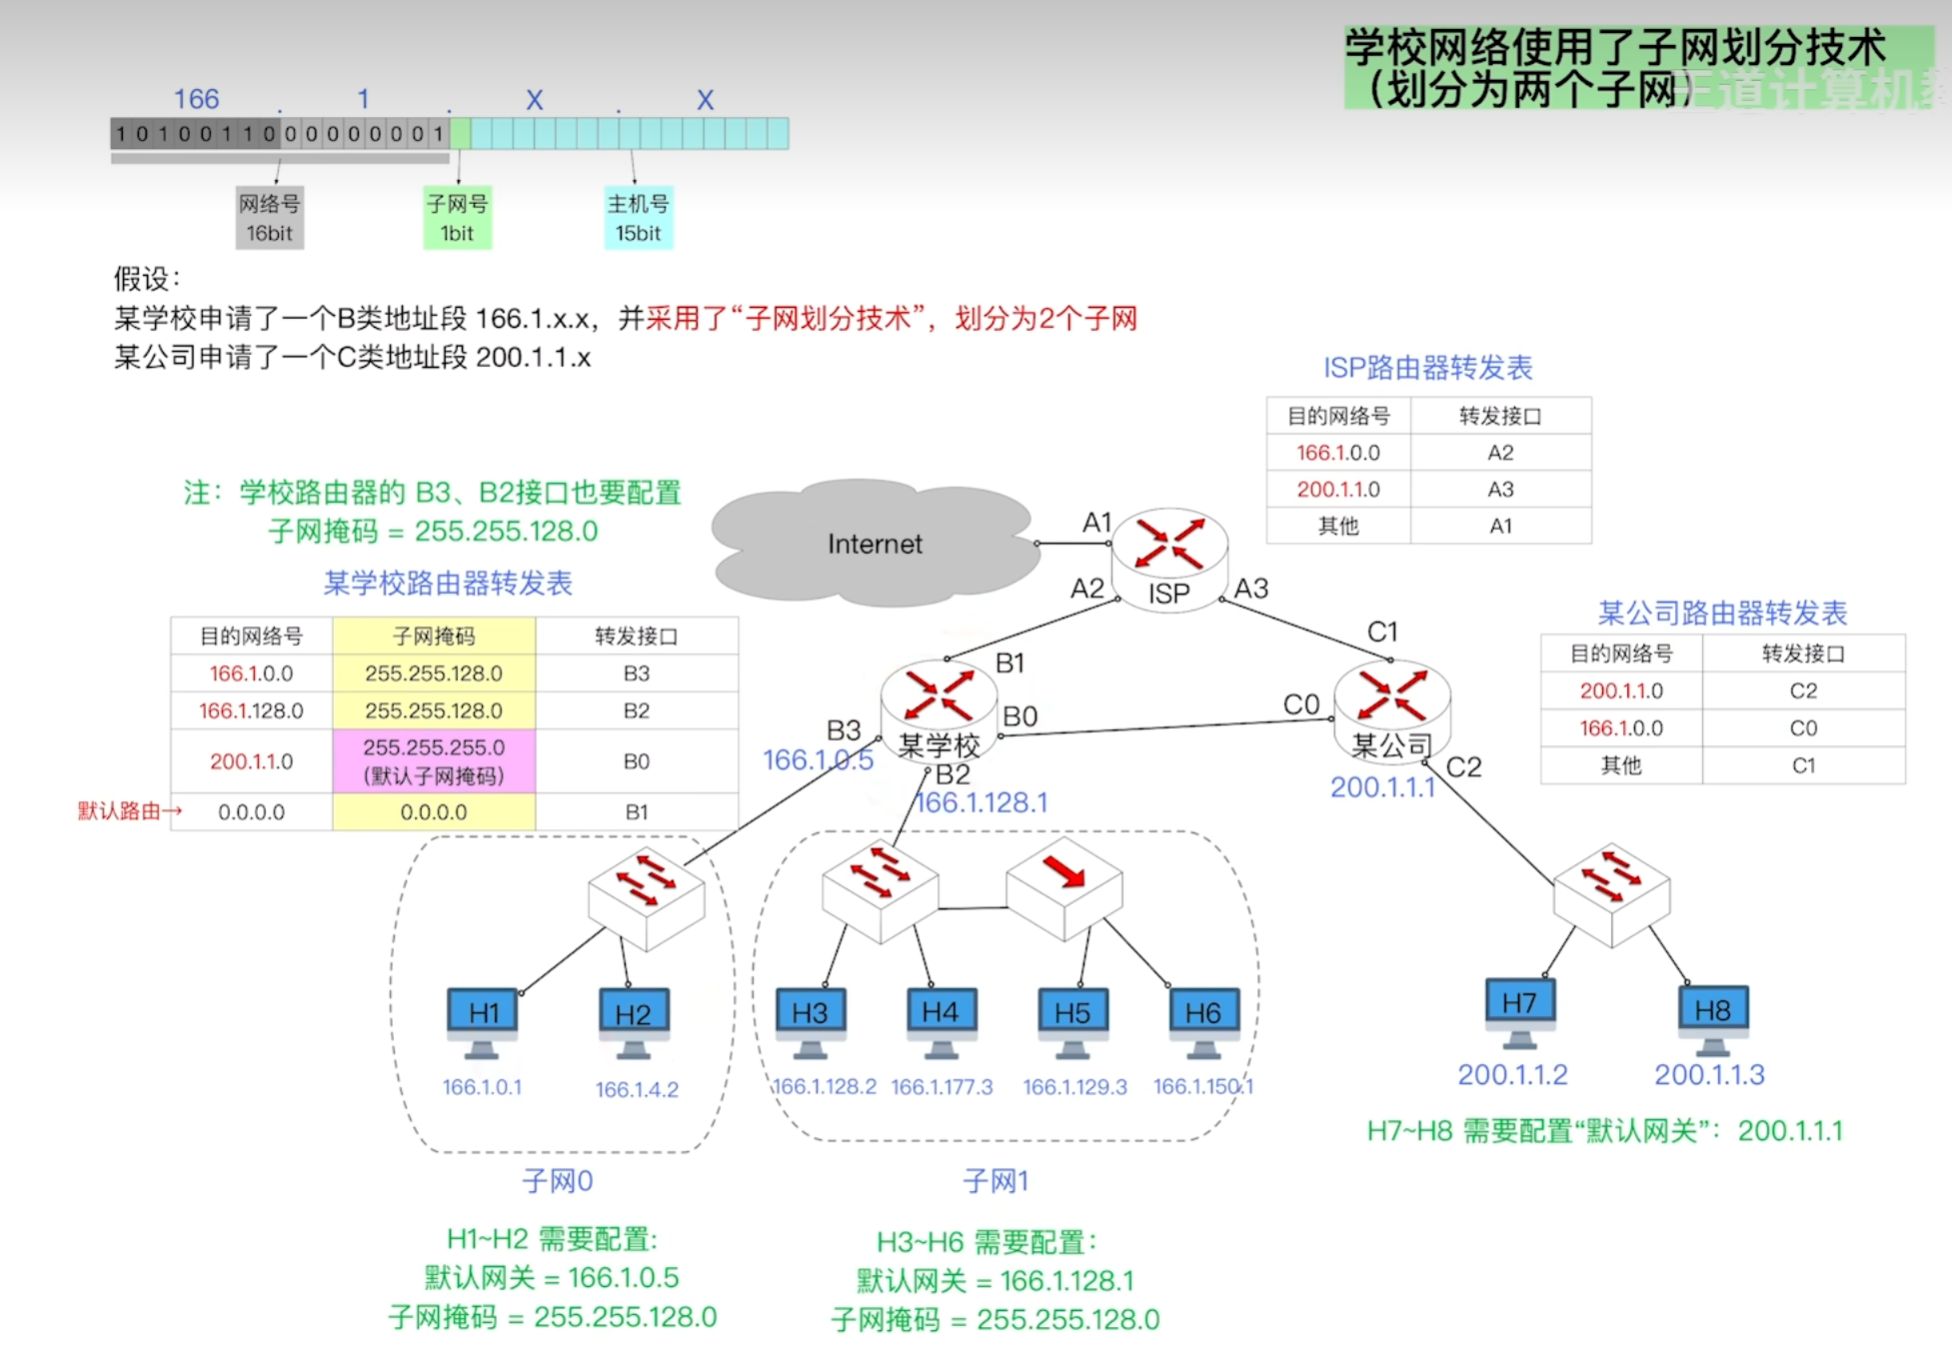 学校网络使用了子网划分技术
（划分为两个子网）
王道计算机教
166 . 1 . X . X
1 0 1 0 0 1 1 0 0 0 0 0 0 0 0 1
网络号
16bit
子网号
1bit
主机号
15bit
假设：
某学校申请了一个B类地址段 166.1.x.x，并采用了“子网划分技术”，划分为2个子网
某公司申请了一个C类地址段 200.1.1.x
ISP路由器转发表
目的网络号 转发接口
166.1.0.0 A2
200.1.1.0 A3
其他 A1
注：学校路由器的 B3、B2接口也要配置
子网掩码 = 255.255.128.0
某学校路由器转发表
目的网络号 子网掩码 转发接口
166.1.0.0 255.255.128.0 B3
166.1.128.0 255.255.128.0 B2
200.1.1.0 255.255.255.0 B0
(默认子网掩码)
默认路由→ 0.0.0.0 0.0.0.0 B1
Internet
A1
A2
ISP
A3
某公司路由器转发表
目的网络号 转发接口
200.1.1.0 C2
166.1.0.0 C0
其他 C1
B1
B0
B3
某学校
B2
166.1.0.5
166.1.128.1
C1
C0
某公司
C2
200.1.1.1
H1
H2
H3
H4
H5
H6
H7
H8
166.1.0.1
166.1.4.2
166.1.128.2
166.1.177.3
166.1.129.3
166.1.150.1
200.1.1.2
200.1.1.3
H7~H8 需要配置“默认网关”：200.1.1.1
子网0
子网1
H1~H2 需要配置:
默认网关 = 166.1.0.5
子网掩码 = 255.255.128.0
H3~H6 需要配置：
默认网关 = 166.1.128.1
子网掩码 = 255.255.128.0